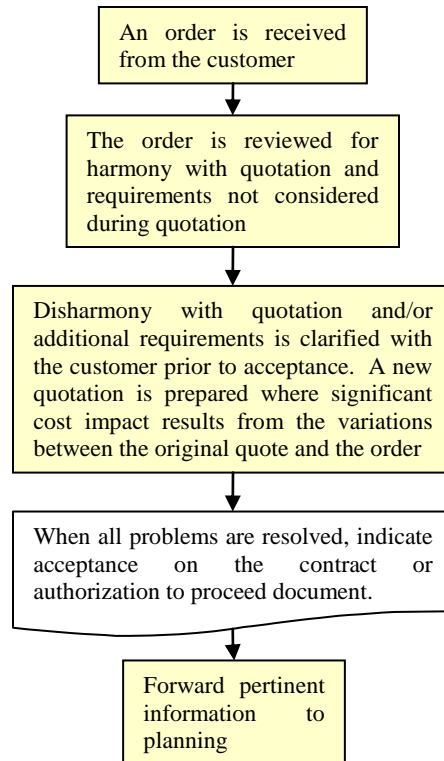 An order is received
from the customer
The order is reviewed for
harmony with quotation and
requirements not considered
during quotation
Disharmony with quotation and/or
additional requirements is clarified with
the customer prior to acceptance. A new
quotation is prepared where significant
cost impact results from the variations
between the original quote and the order
When all problems are resolved, indicate
acceptance on the contract or
authorization to proceed document.
Forward pertinent
information to
planning